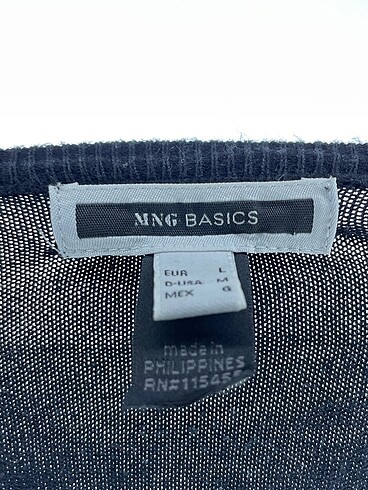 MNG BASICS
EUR L
D-USA M
MEX G
made in
PHILIPPINES